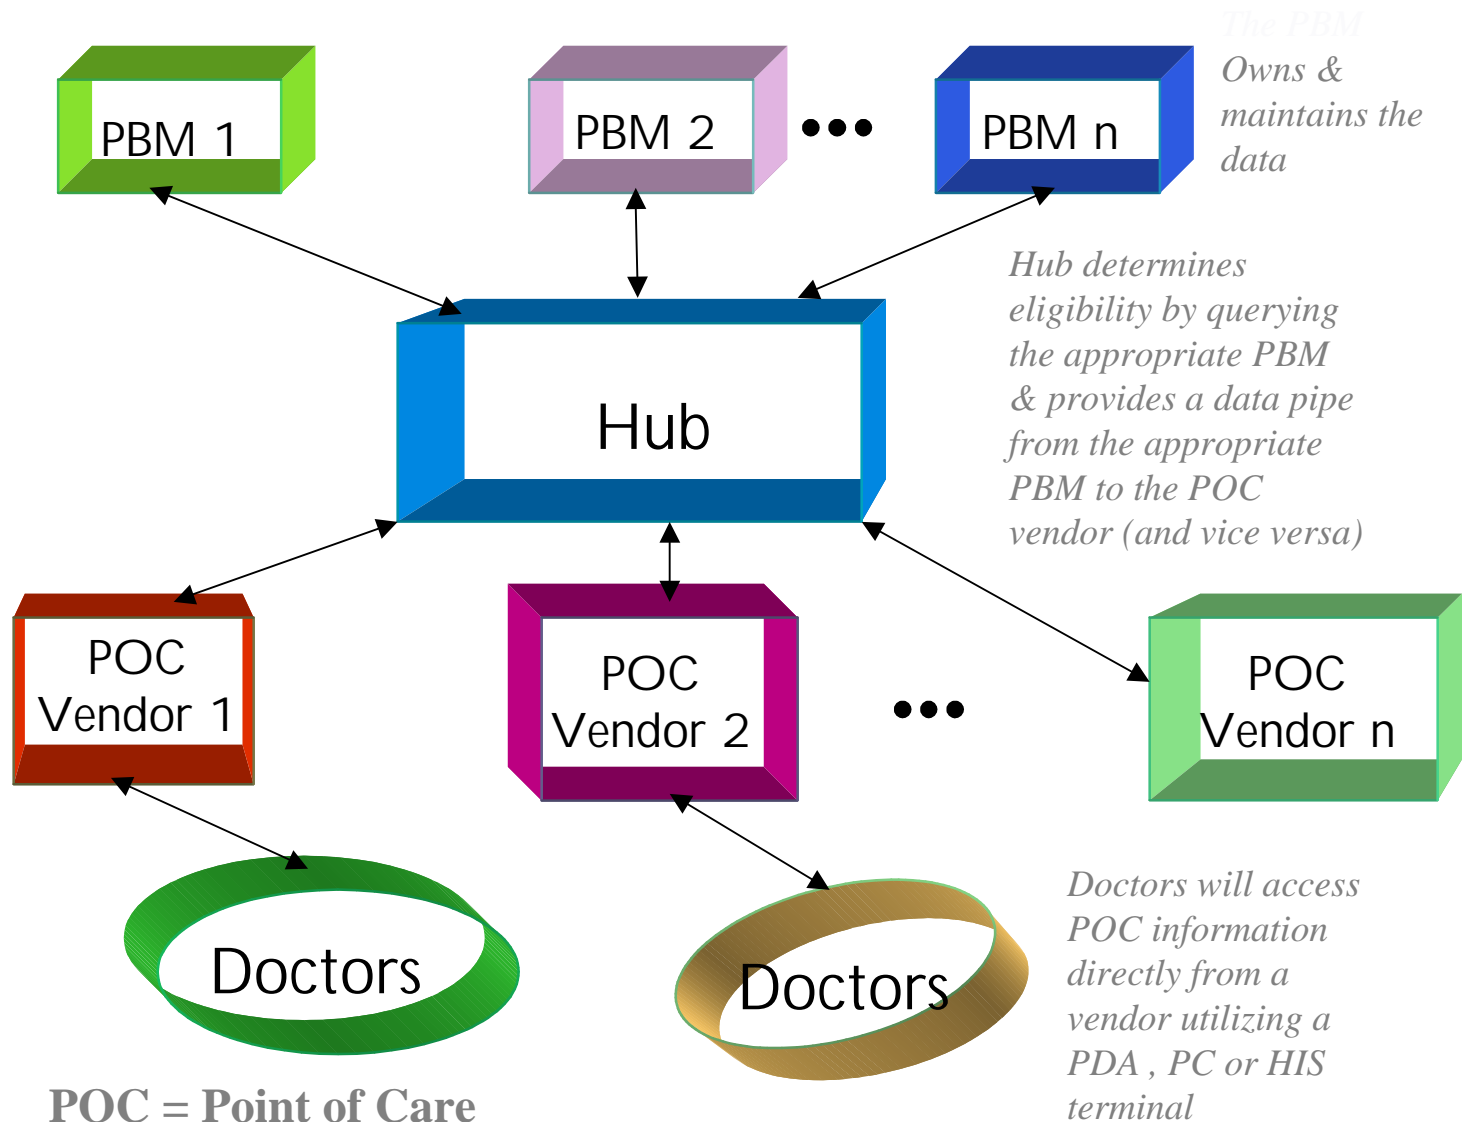 The PBM
Owns &
maintains the
data
PBM 1
PBM 2
PBM n
Hub determines
eligibility by querying
the appropriate PBM
& provides a data pipe
from the appropriate
PBM to the POC
vendor (and vice versa)
Hub
POC
Vendor 1
POC
Vendor 2
POC
Vendor n
Doctors
Doctors
Doctors will access
POC information
directly from a
vendor utilizing a
PDA , PC or HIS
terminal
POC = Point of Care